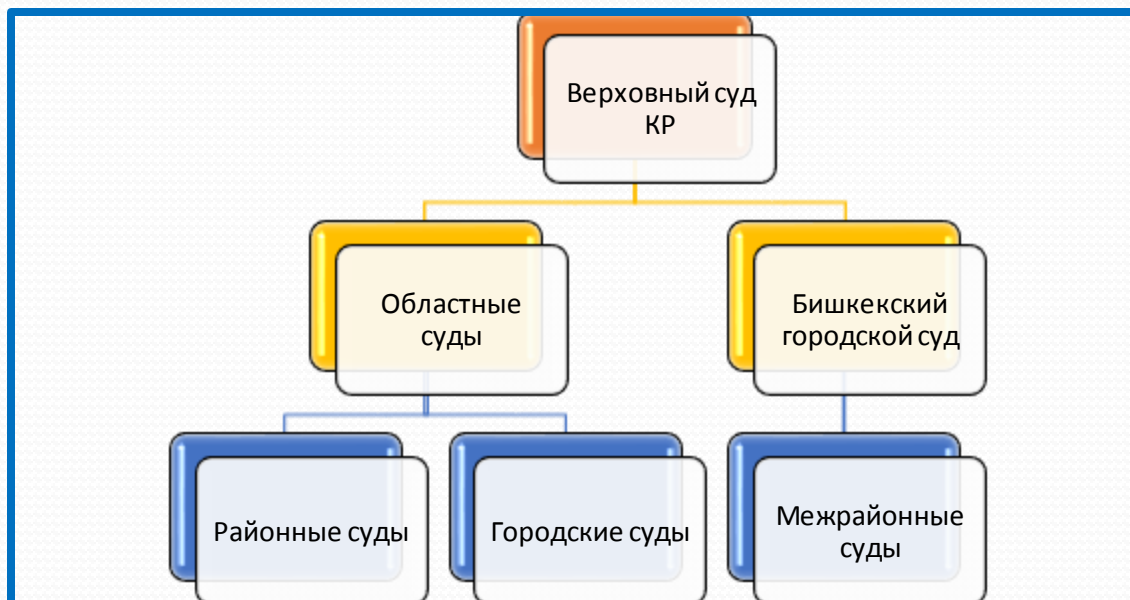 Верховный суд
КР
Областные
суды
Бишкекский
городской суд
Районные суды
Городские суды
Межрайонные
суды